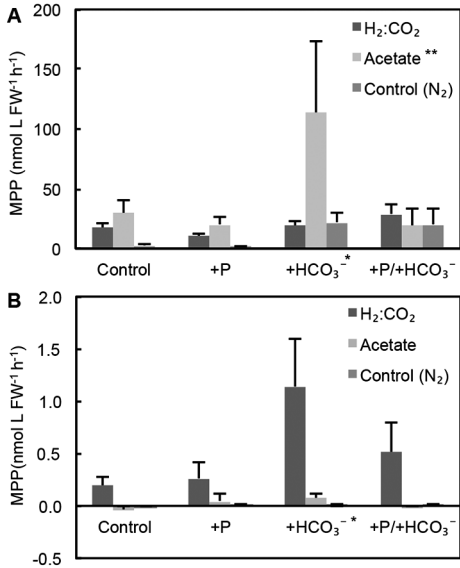 A
200
150
100
50
0
MPP (nmol L FW⁻¹ h⁻¹)
H₂:CO₂
Acetate **
Control (N₂)
Control +P +HCO₃⁻* +P/+HCO₃⁻
B
2.0
1.5
1.0
0.5
0.0
-0.5
MPP(nmol L FW⁻¹ h⁻¹)
H₂:CO₂
Acetate
Control (N₂)
Control +P +HCO₃⁻ * +P/+HCO₃⁻